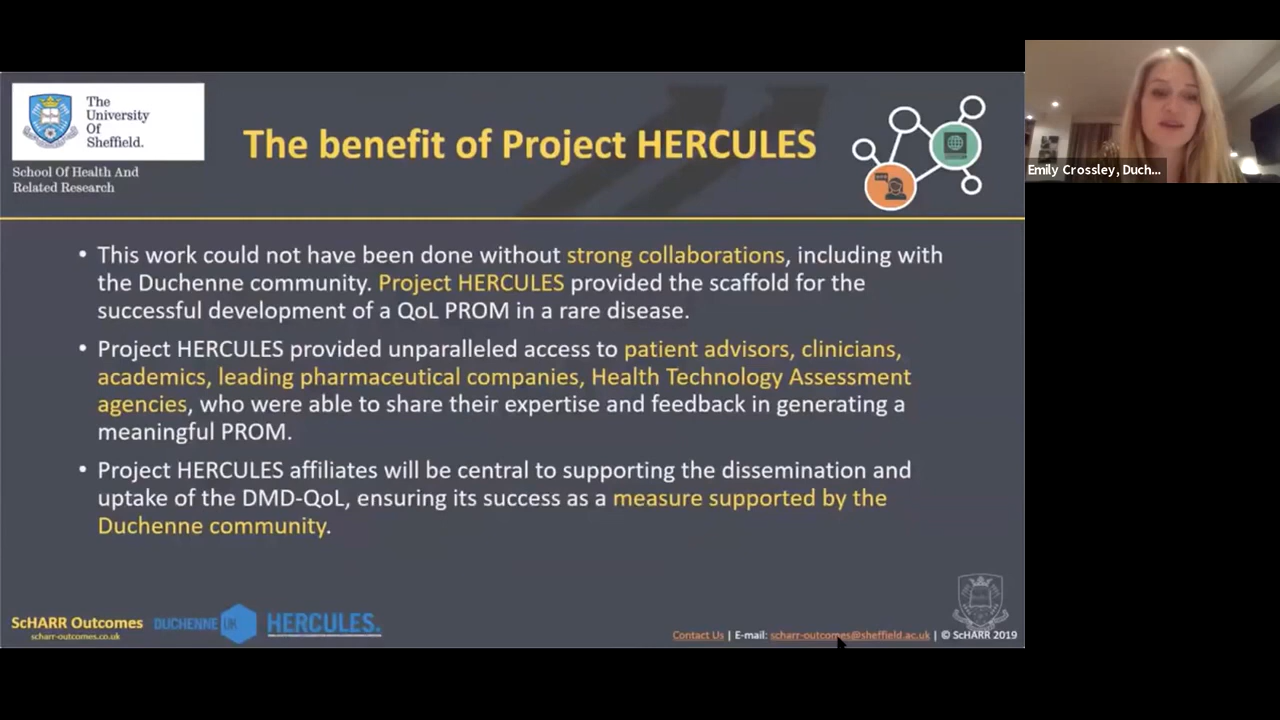 The
University
Of
Sheffield.
School Of Health And
Related Research
The benefit of Project HERCULES
Emily Crossley, Duch...
• This work could not have been done without strong collaborations, including with
the Duchenne community. Project HERCULES provided the scaffold for the
successful development of a QoL PROM in a rare disease.
• Project HERCULES provided unparalleled access to patient advisors, clinicians,
academics, leading pharmaceutical companies, Health Technology Assessment
agencies, who were able to share their expertise and feedback in generating a
meaningful PROM.
• Project HERCULES affiliates will be central to supporting the dissemination and
uptake of the DMD-QoL, ensuring its success as a measure supported by the
Duchenne community.
ScHARR Outcomes
scharr-outcomes.co.uk
DUCHENNE UK
HERCULES.
Contact Us | E-mail: scharr-outcomes@sheffield.ac.uk | © ScHARR 2019